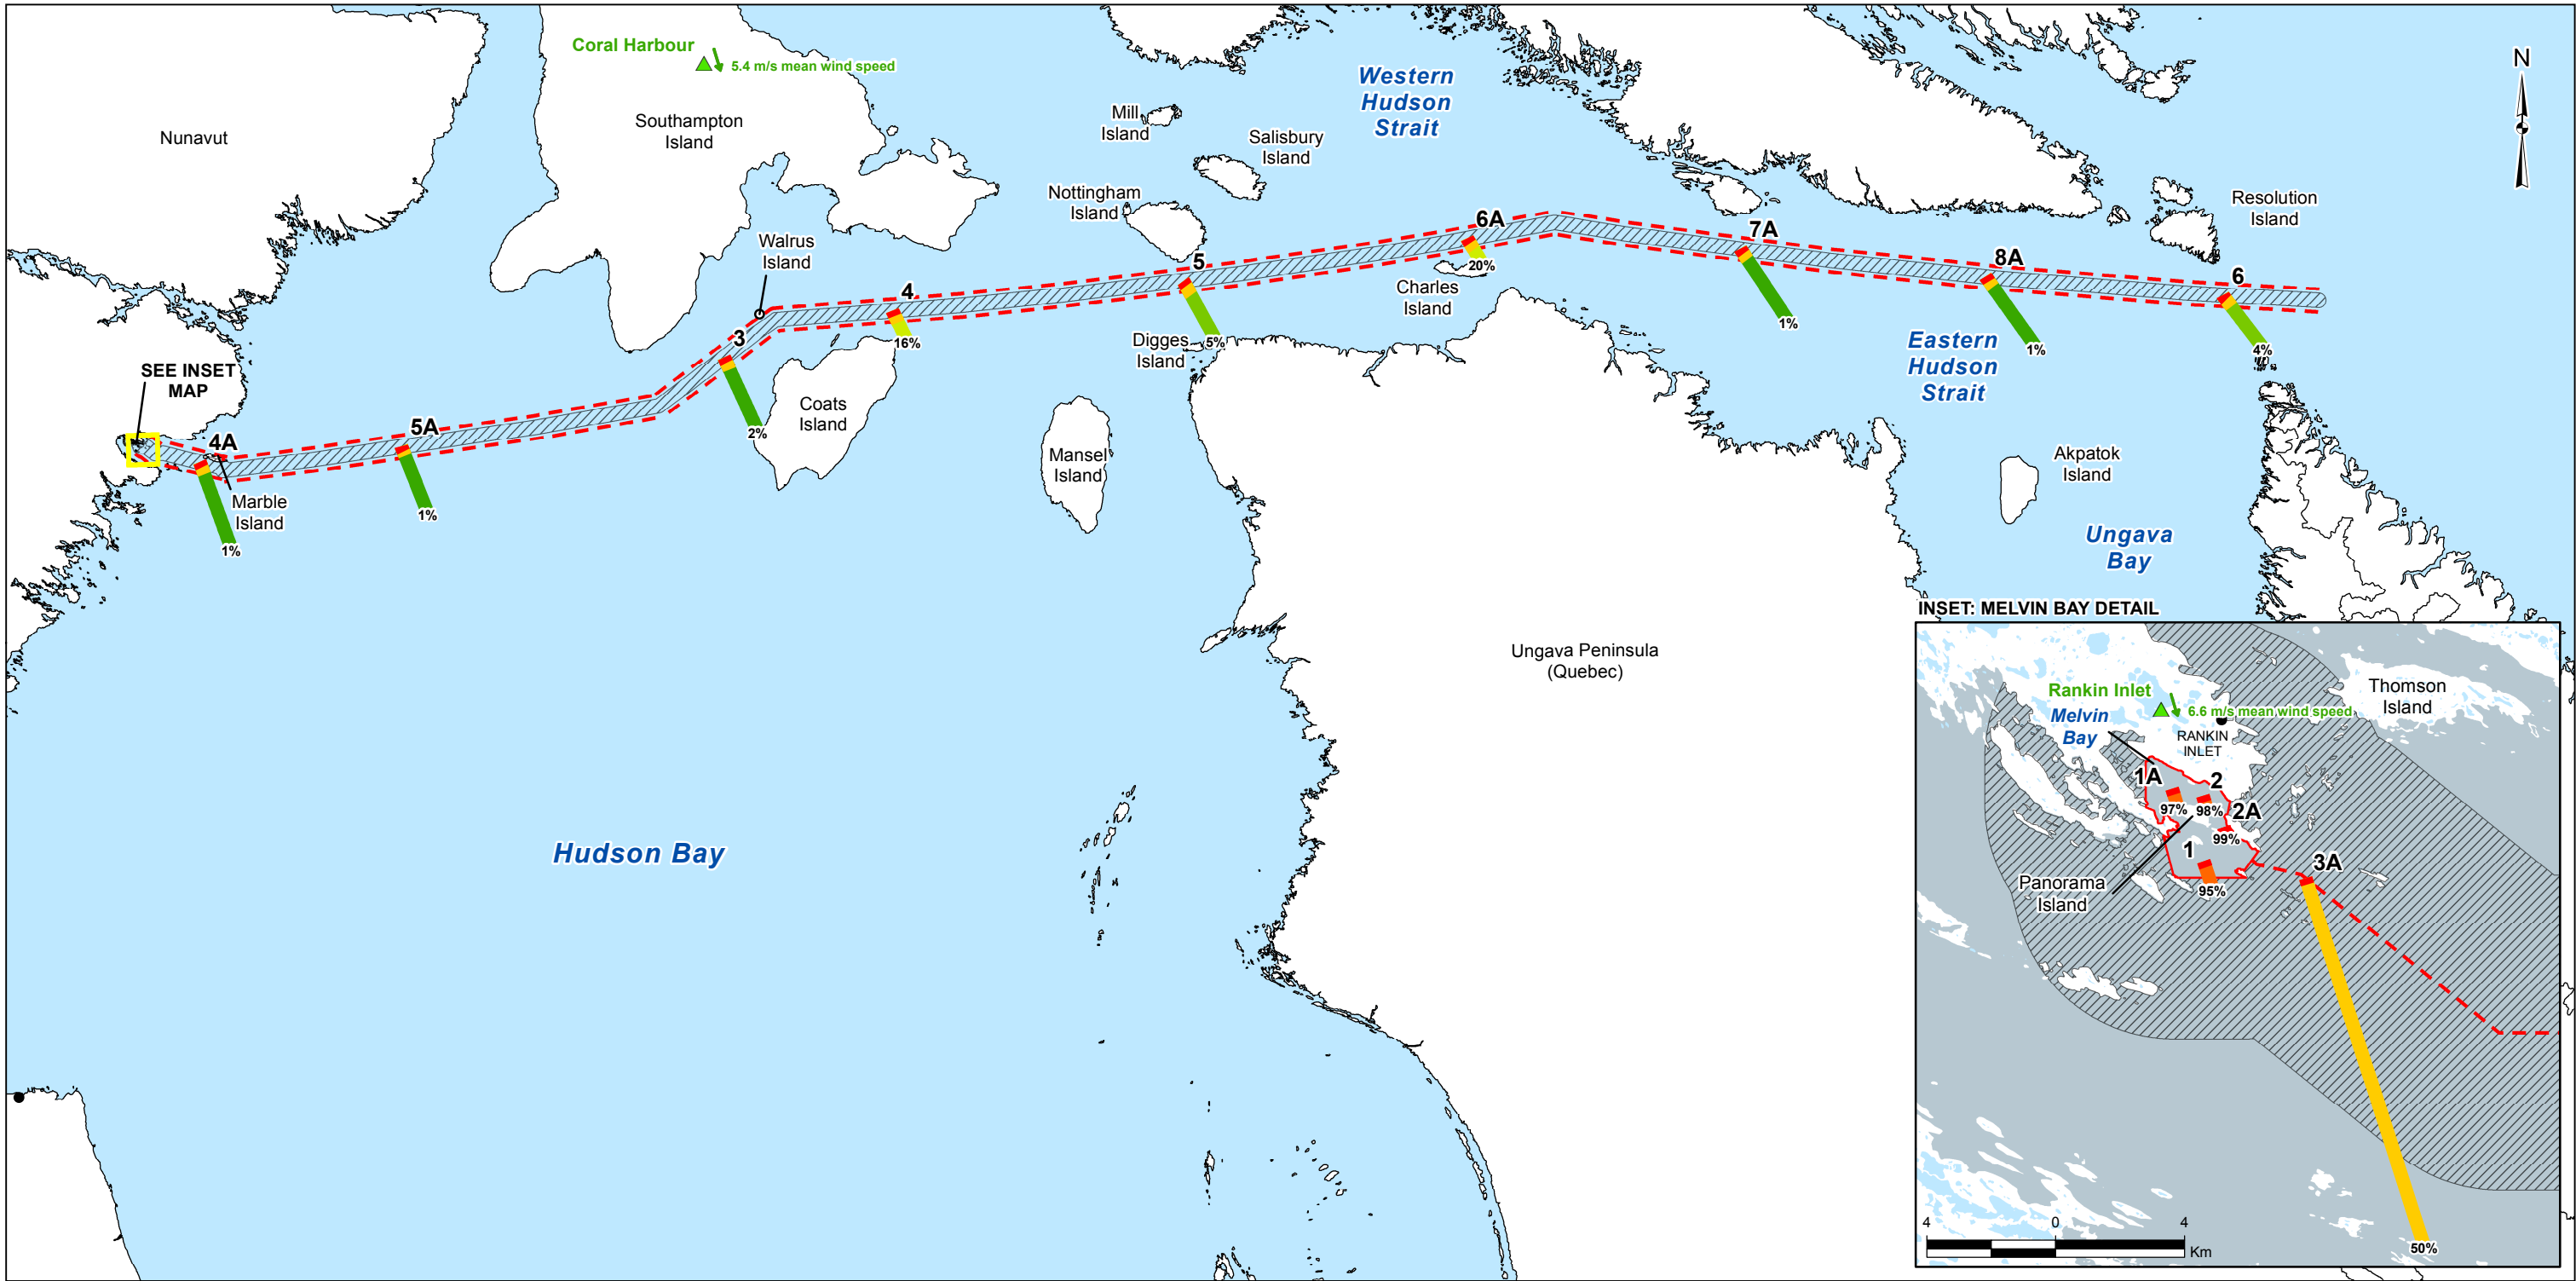 Coral Harbour
5.4 m/s mean wind speed
Nunavut
Southampton
Island
Mill
Island
Salisbury
Island
Western
Hudson
Strait
N
Nottingham
Island
Resolution
Island
Walrus
Island
6A
7A
8A
6
5
4
3
20%
Charles
Island
16%
Digges
Island
5%
1%
1%
4%
Eastern
Hudson
Strait
SEE INSET
MAP
4A
5A
2%
Coats
Island
Mansel
Island
Akpatok
Island
Marble
Island
1%
1%
Ungava
Bay
Ungava Peninsula
(Quebec)
Hudson Bay
INSET: MELVIN BAY DETAIL
Rankin Inlet
6.6 m/s mean wind speed
Thomson
Island
Melvin
Bay
RANKIN
INLET
1A
2
2A
97%
98%
99%
1
3A
95%
Panorama
Island
50%
4
0
4
Km